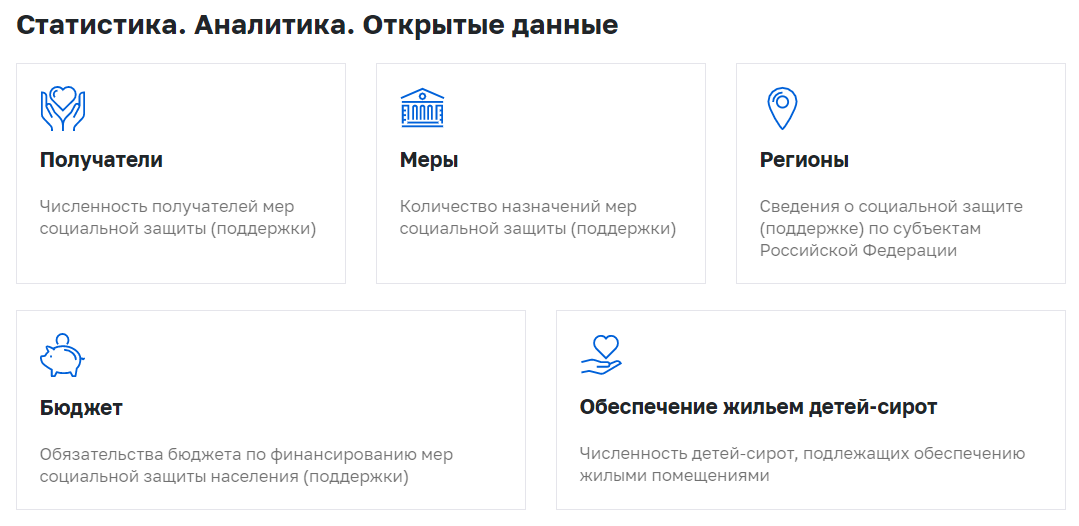 Статистика. Аналитика. Открытые данные
Получатели
Численность получателей мер
социальной защиты (поддержки)
Меры
Количество назначений мер
социальной защиты (поддержки)
Регионы
Сведения о социальной защите
(поддержке) по субъектам
Российской Федерации
Бюджет
Обязательства бюджета по финансированию мер
социальной защиты населения (поддержки)
Обеспечение жильем детей-сирот
Численность детей-сирот, подлежащих обеспечению
жилыми помещениями